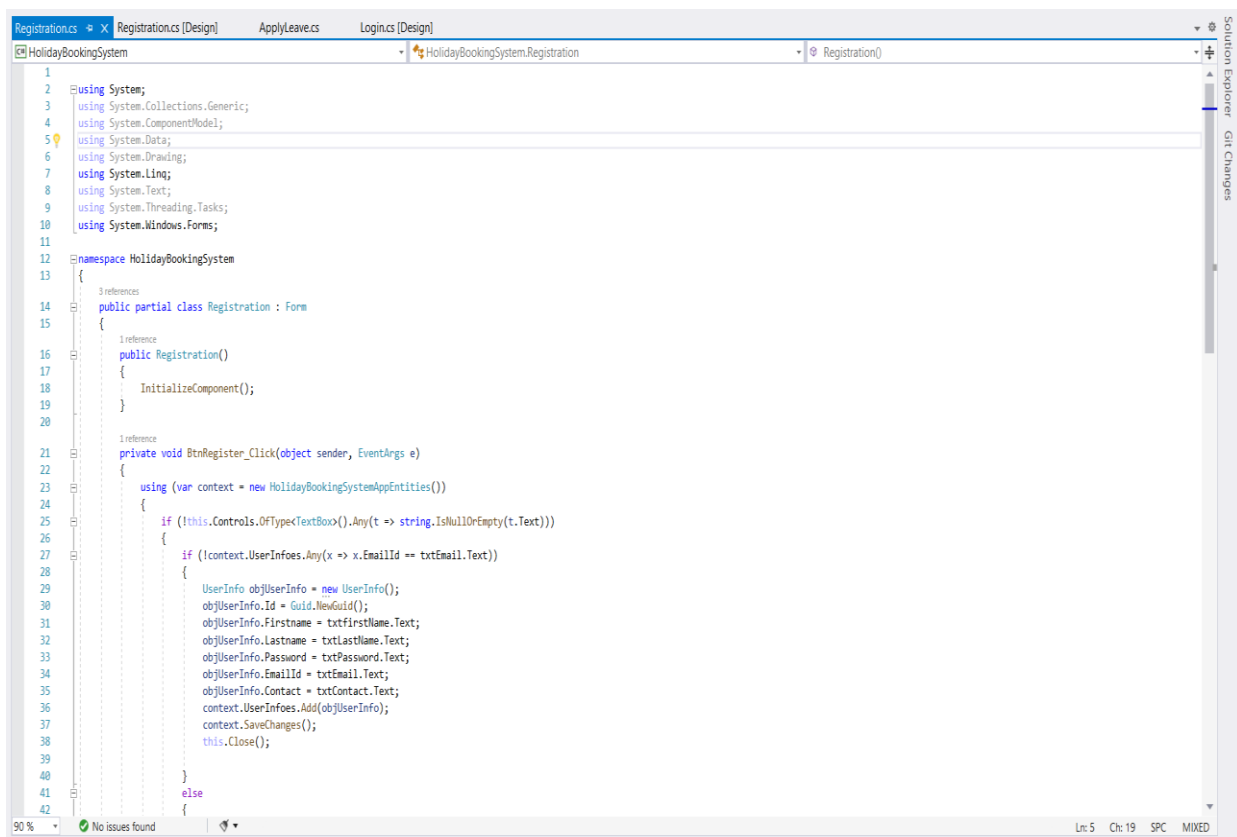 Registration.cs Registration.cs [Design] ApplyLeave.cs Login.cs [Design]
HolidayBookingSystem HolidayBookingSystem.Registration Registration()
1
2 using System;
3 using System.Collections.Generic;
4 using System.ComponentModel;
5 using System.Data;
6 using System.Drawing;
7 using System.Linq;
8 using System.Text;
9 using System.Threading.Tasks;
10 using System.Windows.Forms;
11
12 namespace HolidayBookingSystem
13 {
3 references
14 public partial class Registration : Form
15 {
1 reference
16 public Registration()
17 {
18 InitializeComponent();
19 }
20
1 reference
21 private void BtnRegister_Click(object sender, EventArgs e)
22 {
23 using (var context = new HolidayBookingSystemAppEntities())
24 {
25 if (!this.Controls.OfType<TextBox>().Any(t => string.IsNullOrEmpty(t.Text)))
26 {
27 if (!context.UserInfoes.Any(x => x.EmailId == txtEmail.Text))
28 {
29 UserInfo objUserInfo = new UserInfo();
30 objUserInfo.Id = Guid.NewGuid();
31 objUserInfo.Firstname = txtfirstName.Text;
32 objUserInfo.Lastname = txtLastName.Text;
33 objUserInfo.Password = txtPassword.Text;
34 objUserInfo.EmailId = txtEmail.Text;
35 objUserInfo.Contact = txtContact.Text;
36 context.UserInfoes.Add(objUserInfo);
37 context.SaveChanges();
38 this.Close();
39
40 }
41 else
42 {
90 % No issues found Ln: 5 Ch: 19 SPC MIXED
Solution Explorer
Git Changes